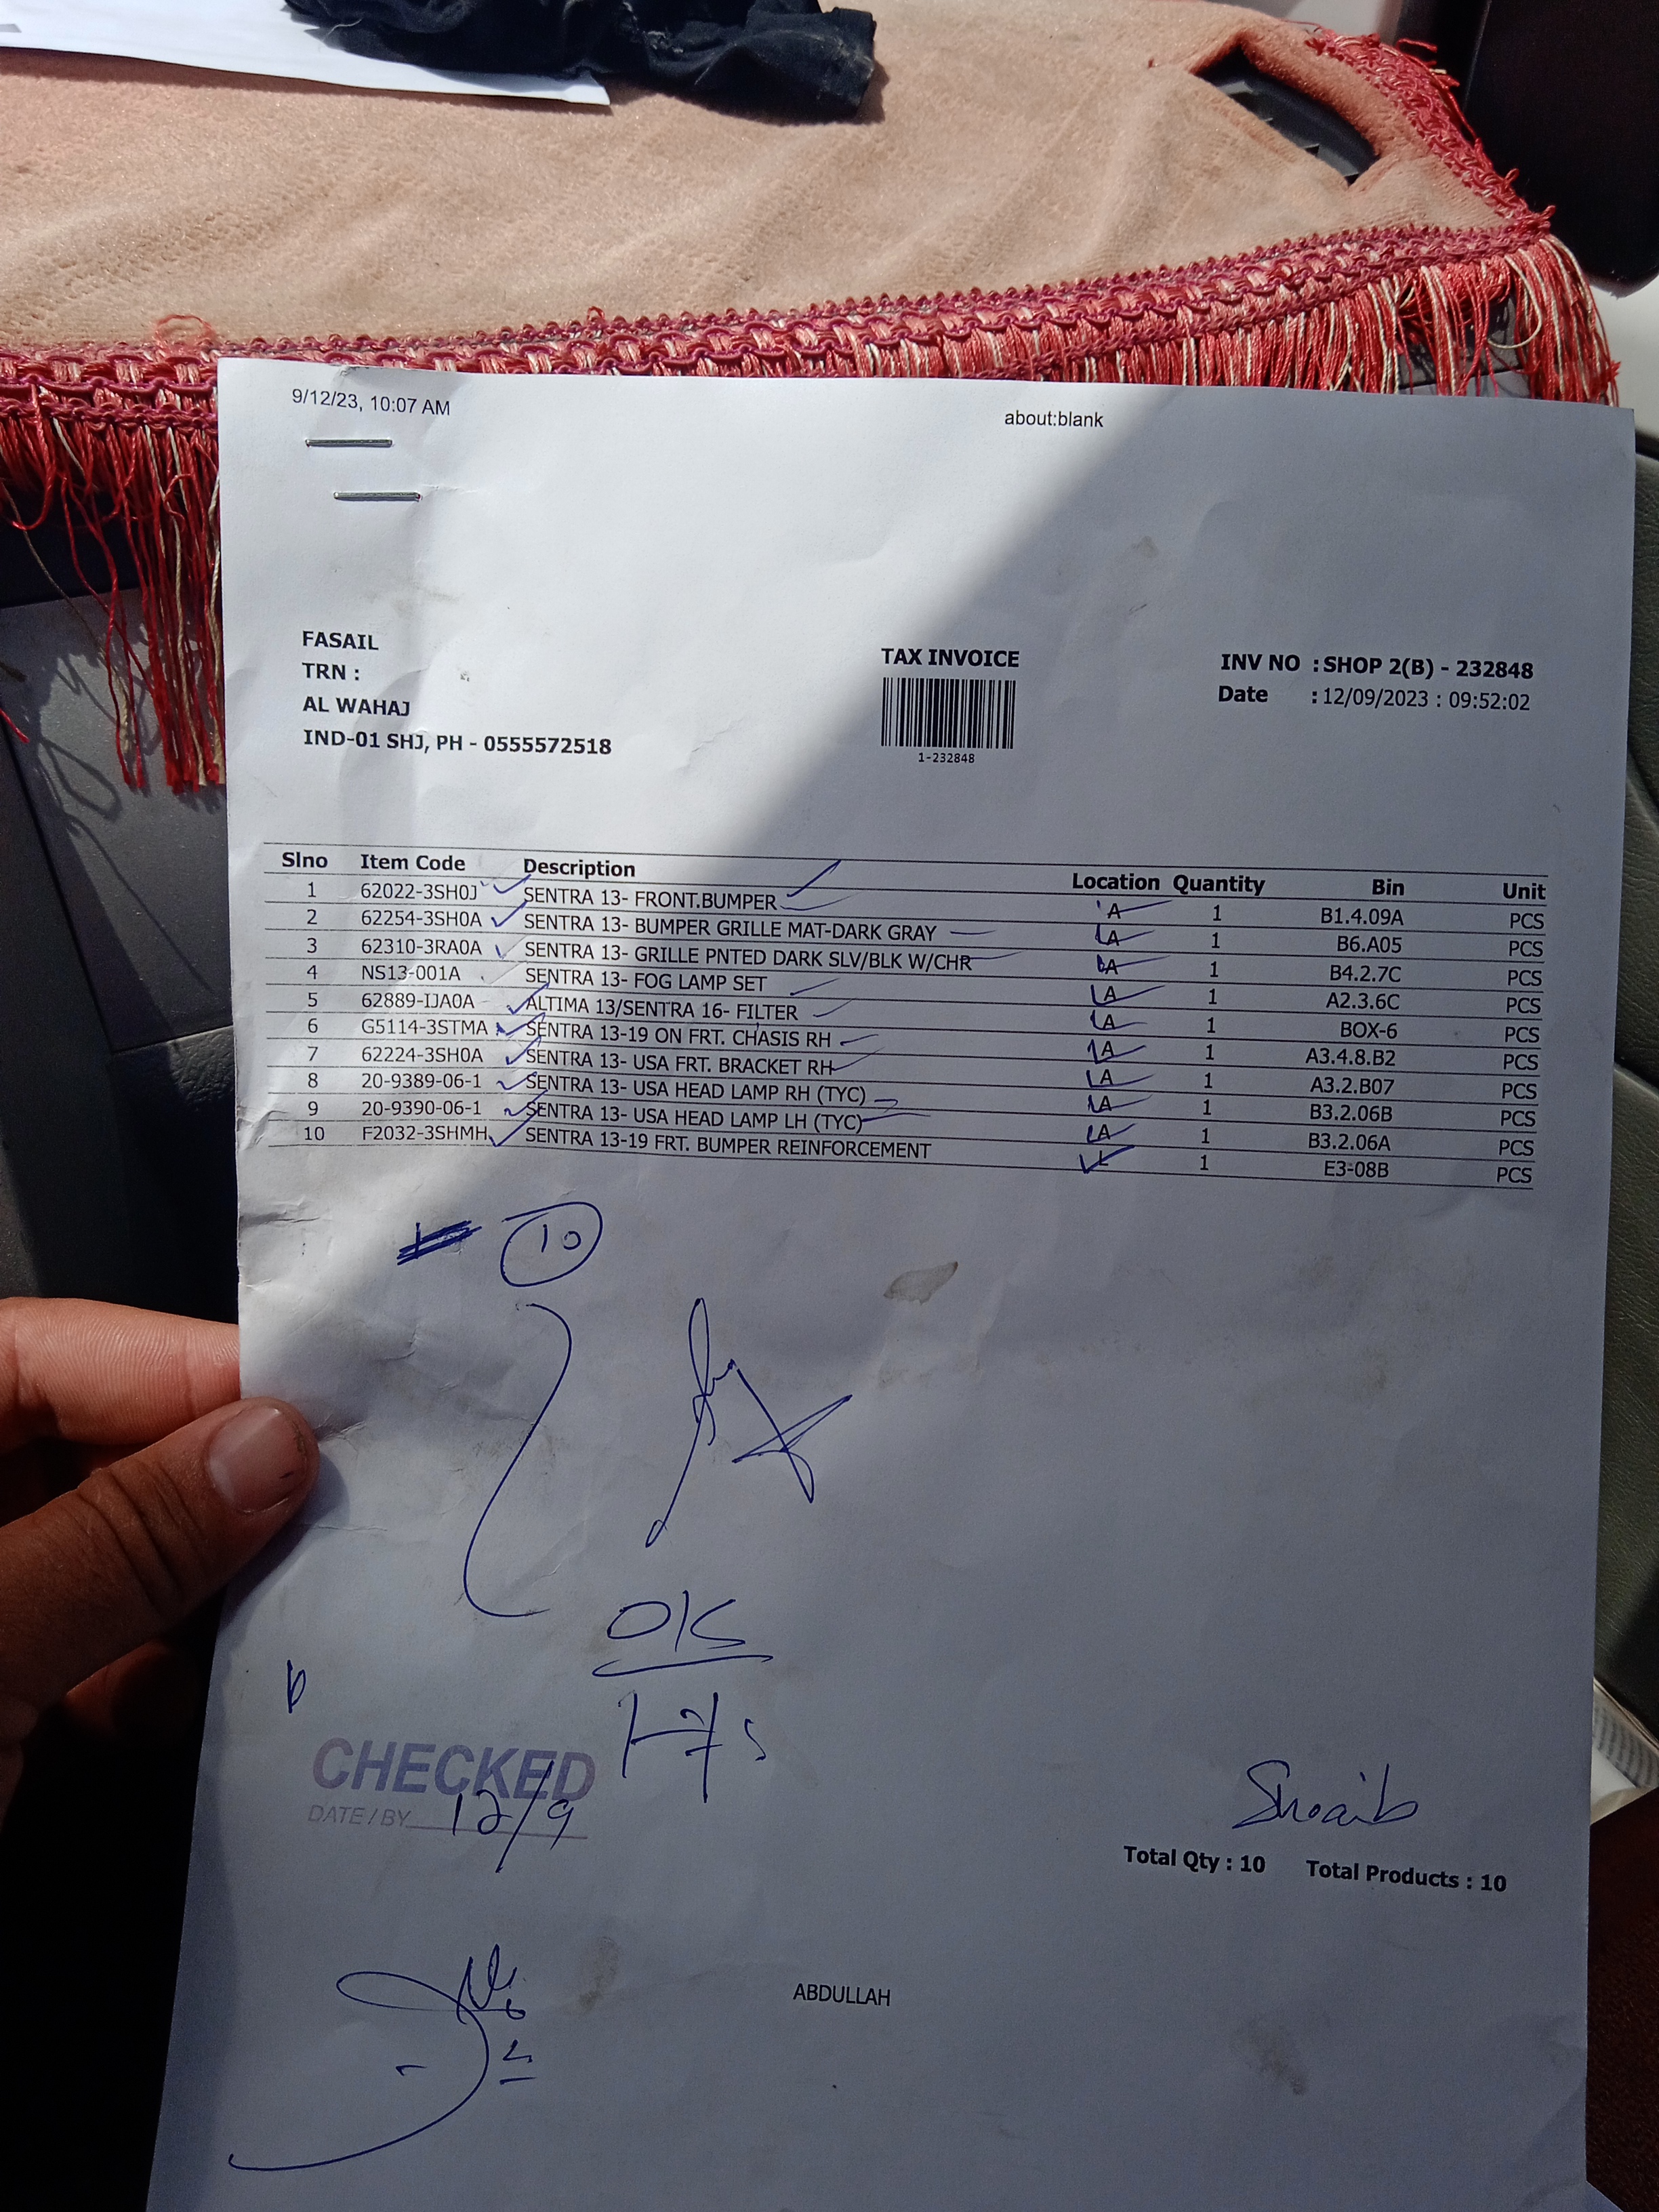 9/12/23, 10:07 AM about:blank
FASAIL
TRN :
AL WAHAJ
IND-01 SHJ, PH - 0555572518
TAX INVOICE
1-232848
INV NO : SHOP 2(B) - 232848
Date : 12/09/2023 : 09:52:02
Slno Item Code Description Location Quantity Bin Unit
1 62022-3SH0J SENTRA 13- FRONT.BUMPER A 1 B1.4.09A PCS
2 62254-3SH0A SENTRA 13- BUMPER GRILLE MAT-DARK GRAY A 1 B6.A05 PCS
3 62310-3RA0A SENTRA 13- GRILLE PNTED DARK SLV/BLK W/CHR A 1 B4.2.7C PCS
4 NS13-001A SENTRA 13- FOG LAMP SET A 1 A2.3.6C PCS
5 62889-IJA0A ALTIMA 13/SENTRA 16- FILTER A 1 BOX-6 PCS
6 G5114-3STMA SENTRA 13-19 ON FRT. CHASIS RH A 1 A3.4.8.B2 PCS
7 62224-3SH0A SENTRA 13- USA FRT. BRACKET RH A 1 A3.2.B07 PCS
8 20-9389-06-1 SENTRA 13- USA HEAD LAMP RH (TYC) A 1 B3.2.06B PCS
9 20-9390-06-1 SENTRA 13- USA HEAD LAMP LH (TYC) A 1 B3.2.06A PCS
10 F2032-3SHMH SENTRA 13-19 FRT. BUMPER REINFORCEMENT L 1 E3-08B PCS
10
OK
CHECKED
DATE / BY 12/9
Shoaib
Total Qty : 10 Total Products : 10
ABDULLAH